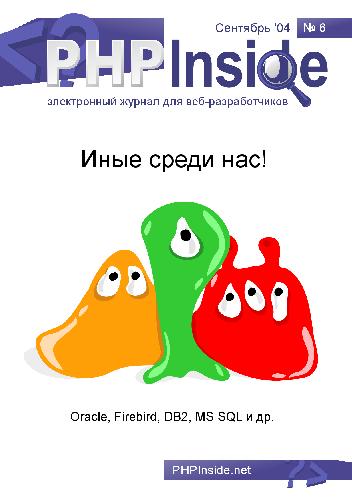 Сентябрь '04 № 6
PHPInside
электронный журнал для веб-разработчиков
Иные среди нас!
Oracle, Firebird, DB2, MS SQL и др.
PHPInside.net